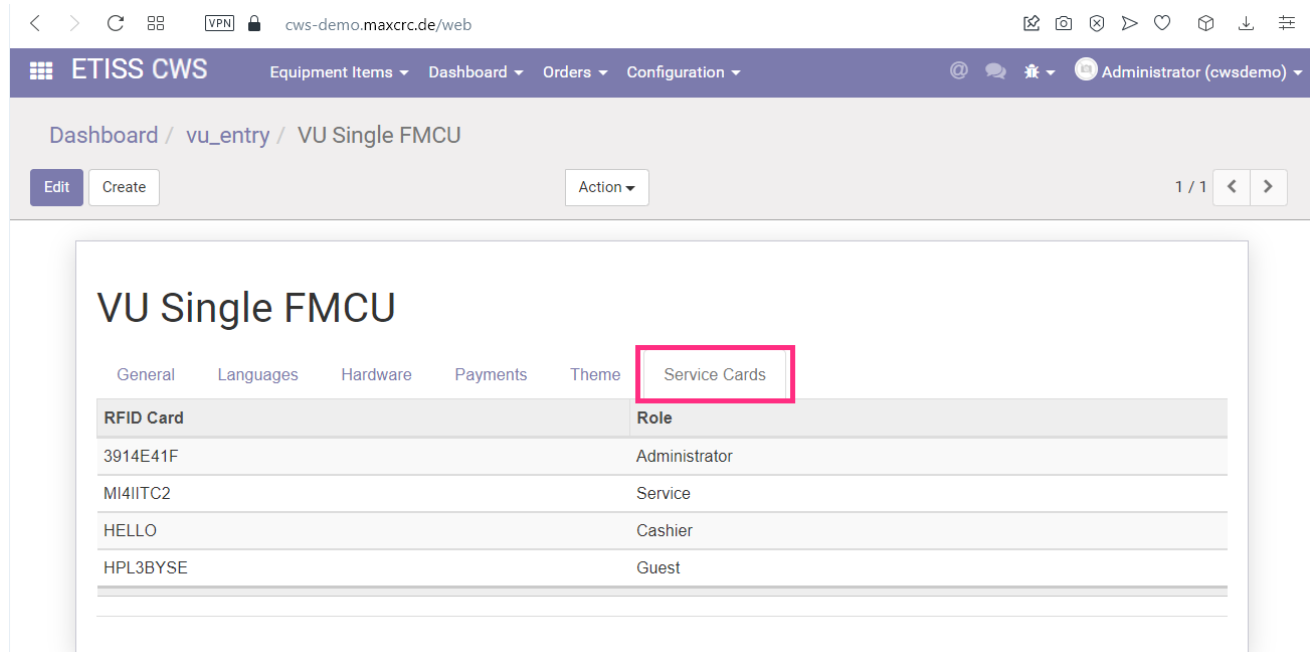 VPN cws-demo.maxcrc.de/web
ETISS CWS Equipment Items Dashboard Orders Configuration @ Administrator (cwsdemo)
Dashboard / vu_entry / VU Single FMCU
Edit Create Action 1 / 1
VU Single FMCU
General Languages Hardware Payments Theme Service Cards
RFID Card Role
3914E41F Administrator
MI4IITC2 Service
HELLO Cashier
HPL3BYSE Guest